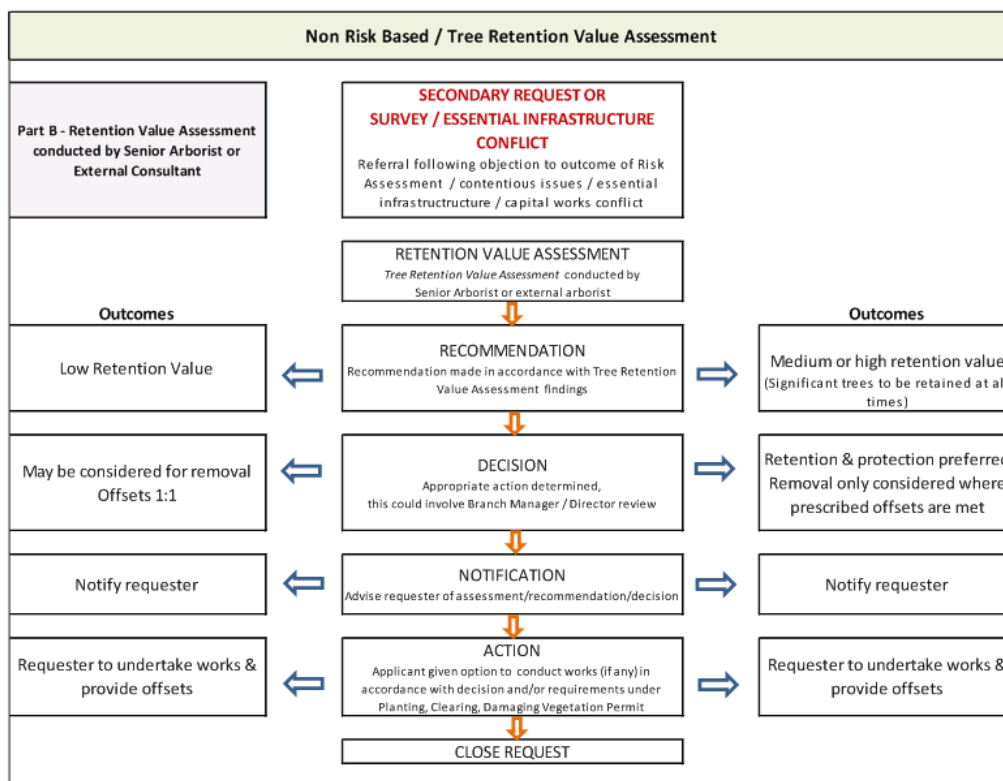 Non Risk Based / Tree Retention Value Assessment
Part B - Retention Value Assessment
conducted by Senior Arborist or
External Consultant
SECONDARY REQUEST OR
SURVEY / ESSENTIAL INFRASTRUCTURE
CONFLICT
Referral following objection to outcome of Risk
Assessment / contentious issues / essential
infrastructructure / capital works conflict
RETENTION VALUE ASSESSMENT
Tree Retention Value Assessment conducted by
Senior Arborist or external arborist
Outcomes
Outcomes
Low Retention Value
RECOMMENDATION
Recommendation made in accordance with Tree Retention
Value Assessment findings
Medium or high retention value
(Significant trees to be retained at al
times)
May be considered for removal
Offsets 1:1
DECISION
Appropriate action determined,
this could involve Branch Manager / Director review
Retention & protection preferred
Removal only considered where
prescribed offsets are met
Notify requester
NOTIFICATION
Advise requester of assessment/recommendation/decision
Notify requester
Requester to undertake works &
provide offsets
ACTION
Applicant given option to conduct works (if any) in
accordance with decision and/or requirements under
Planting, Clearing, Damaging Vegetation Permit
Requester to undertake works &
provide offsets
CLOSE REQUEST